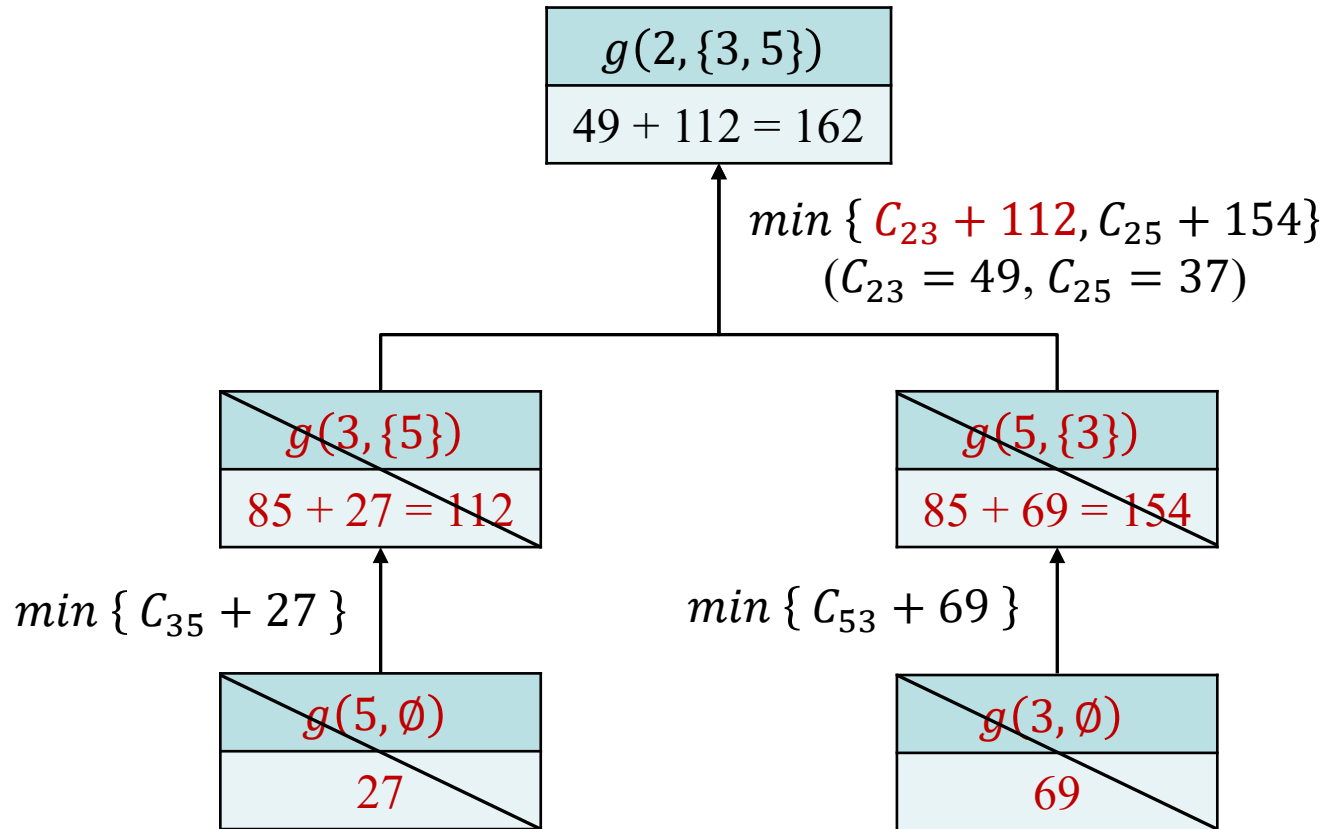 g(2, {3, 5})
49 + 112 = 162
min { C₂₃ + 112, C₂₅ + 154}
(C₂₃ = 49, C₂₅ = 37)
g(3, {5})
g(5, {3})
85 + 27 = 112
85 + 69 = 154
min { C₃₅ + 27 }
min { C₅₃ + 69 }
g(5, ∅)
g(3, ∅)
27
69